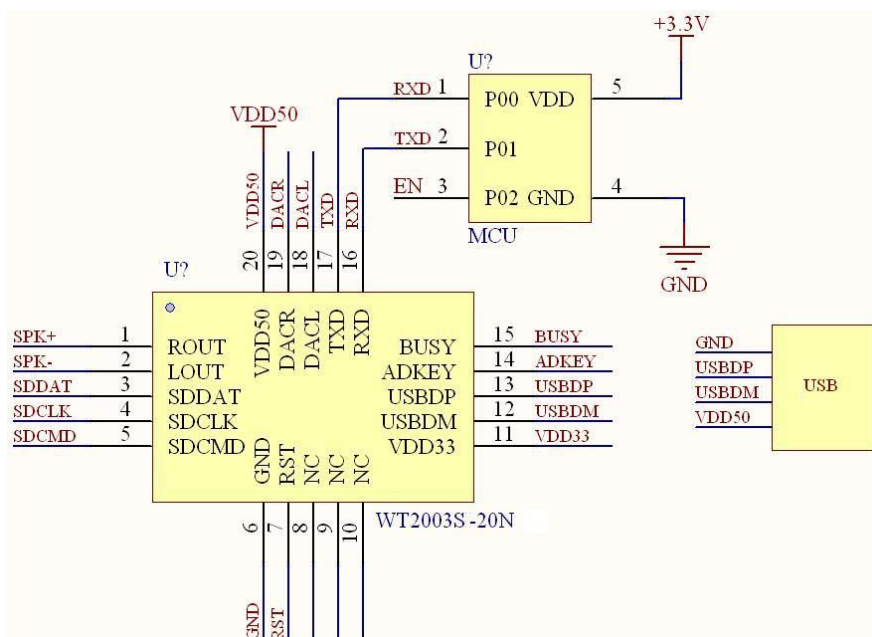 +3.3V
U?
RXD 1 P00 VDD 5
TXD 2 P01
EN 3 P02 GND 4
MCU
GND
VDD50
VDD50
DACR
DACL
TXD
RXD
20
19
18
17
16
U?
VDD50
DACR
DACL
TXD
RXD
SPK+ 1 ROUT
SPK- 2 LOUT
SDDAT 3 SDDAT
SDCLK 4 SDCLK
SDCMD 5 SDCMD
BUSY 15 BUSY
ADKEY 14 ADKEY
USBDP 13 USBDP
USBDM 12 USBDM
VDD33 11 VDD33
GND
RST
NC
NC
NC
WT2003S-20N
6
7
8
9
10
GND
RST
GND
USBDP
USBDM
VDD50
USB